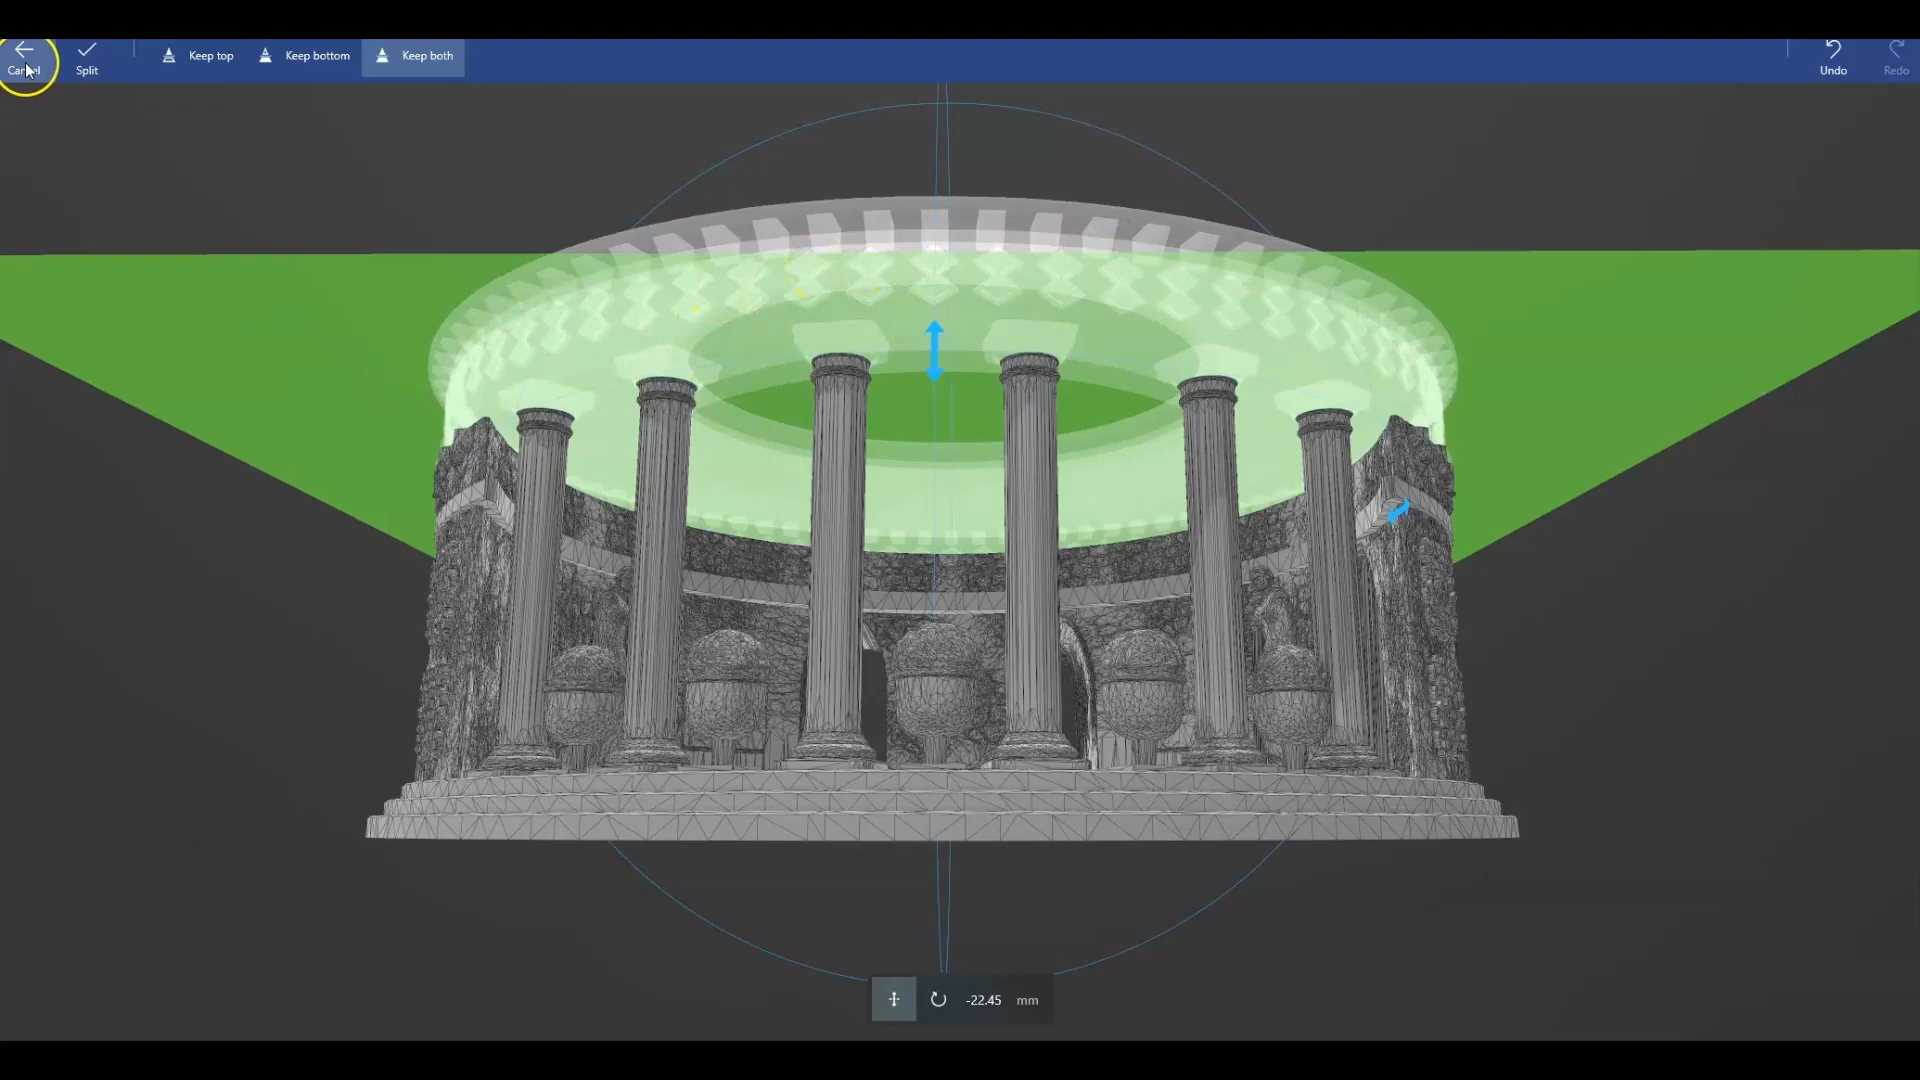 Cancel
Split
Keep top
Keep bottom
Keep both
Undo
Redo
-22.45 mm